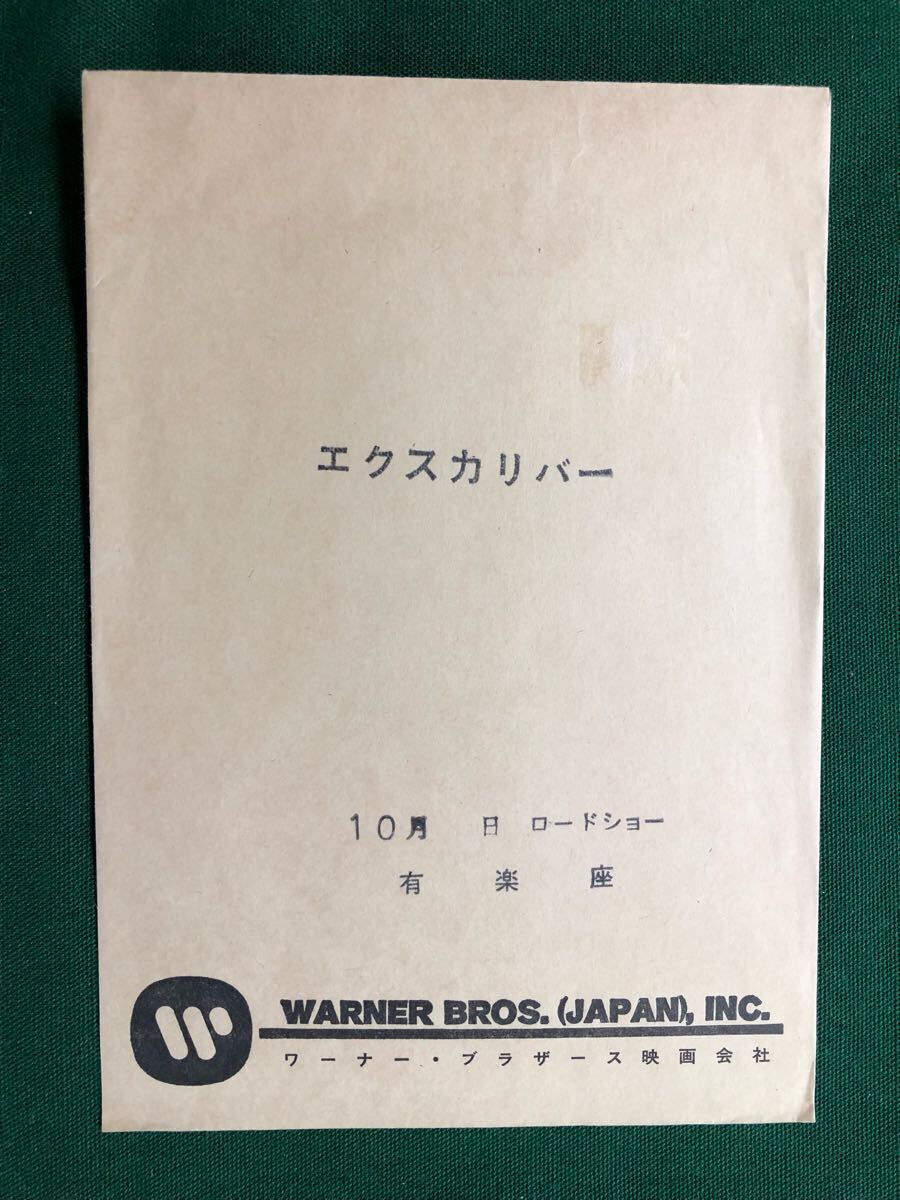 エクスカリバー
10月 日 ロードショー
有楽座
WARNER BROS. (JAPAN), INC.
ワーナー・ブラザース映画会社